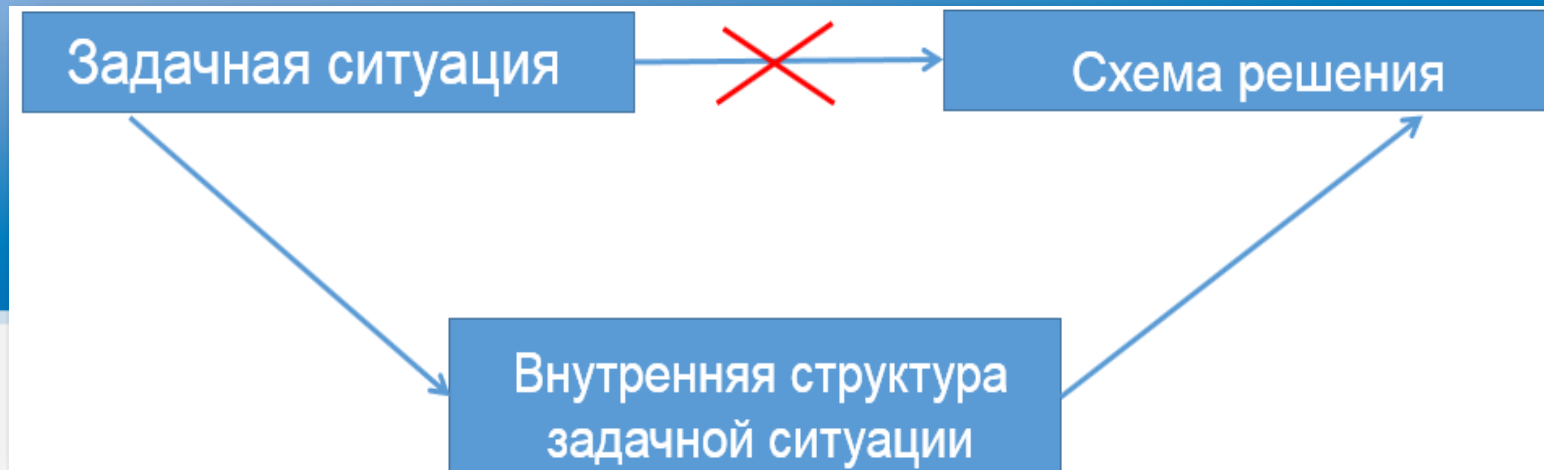 Задачная ситуация
Схема решения
Внутренняя структура
задачной ситуации